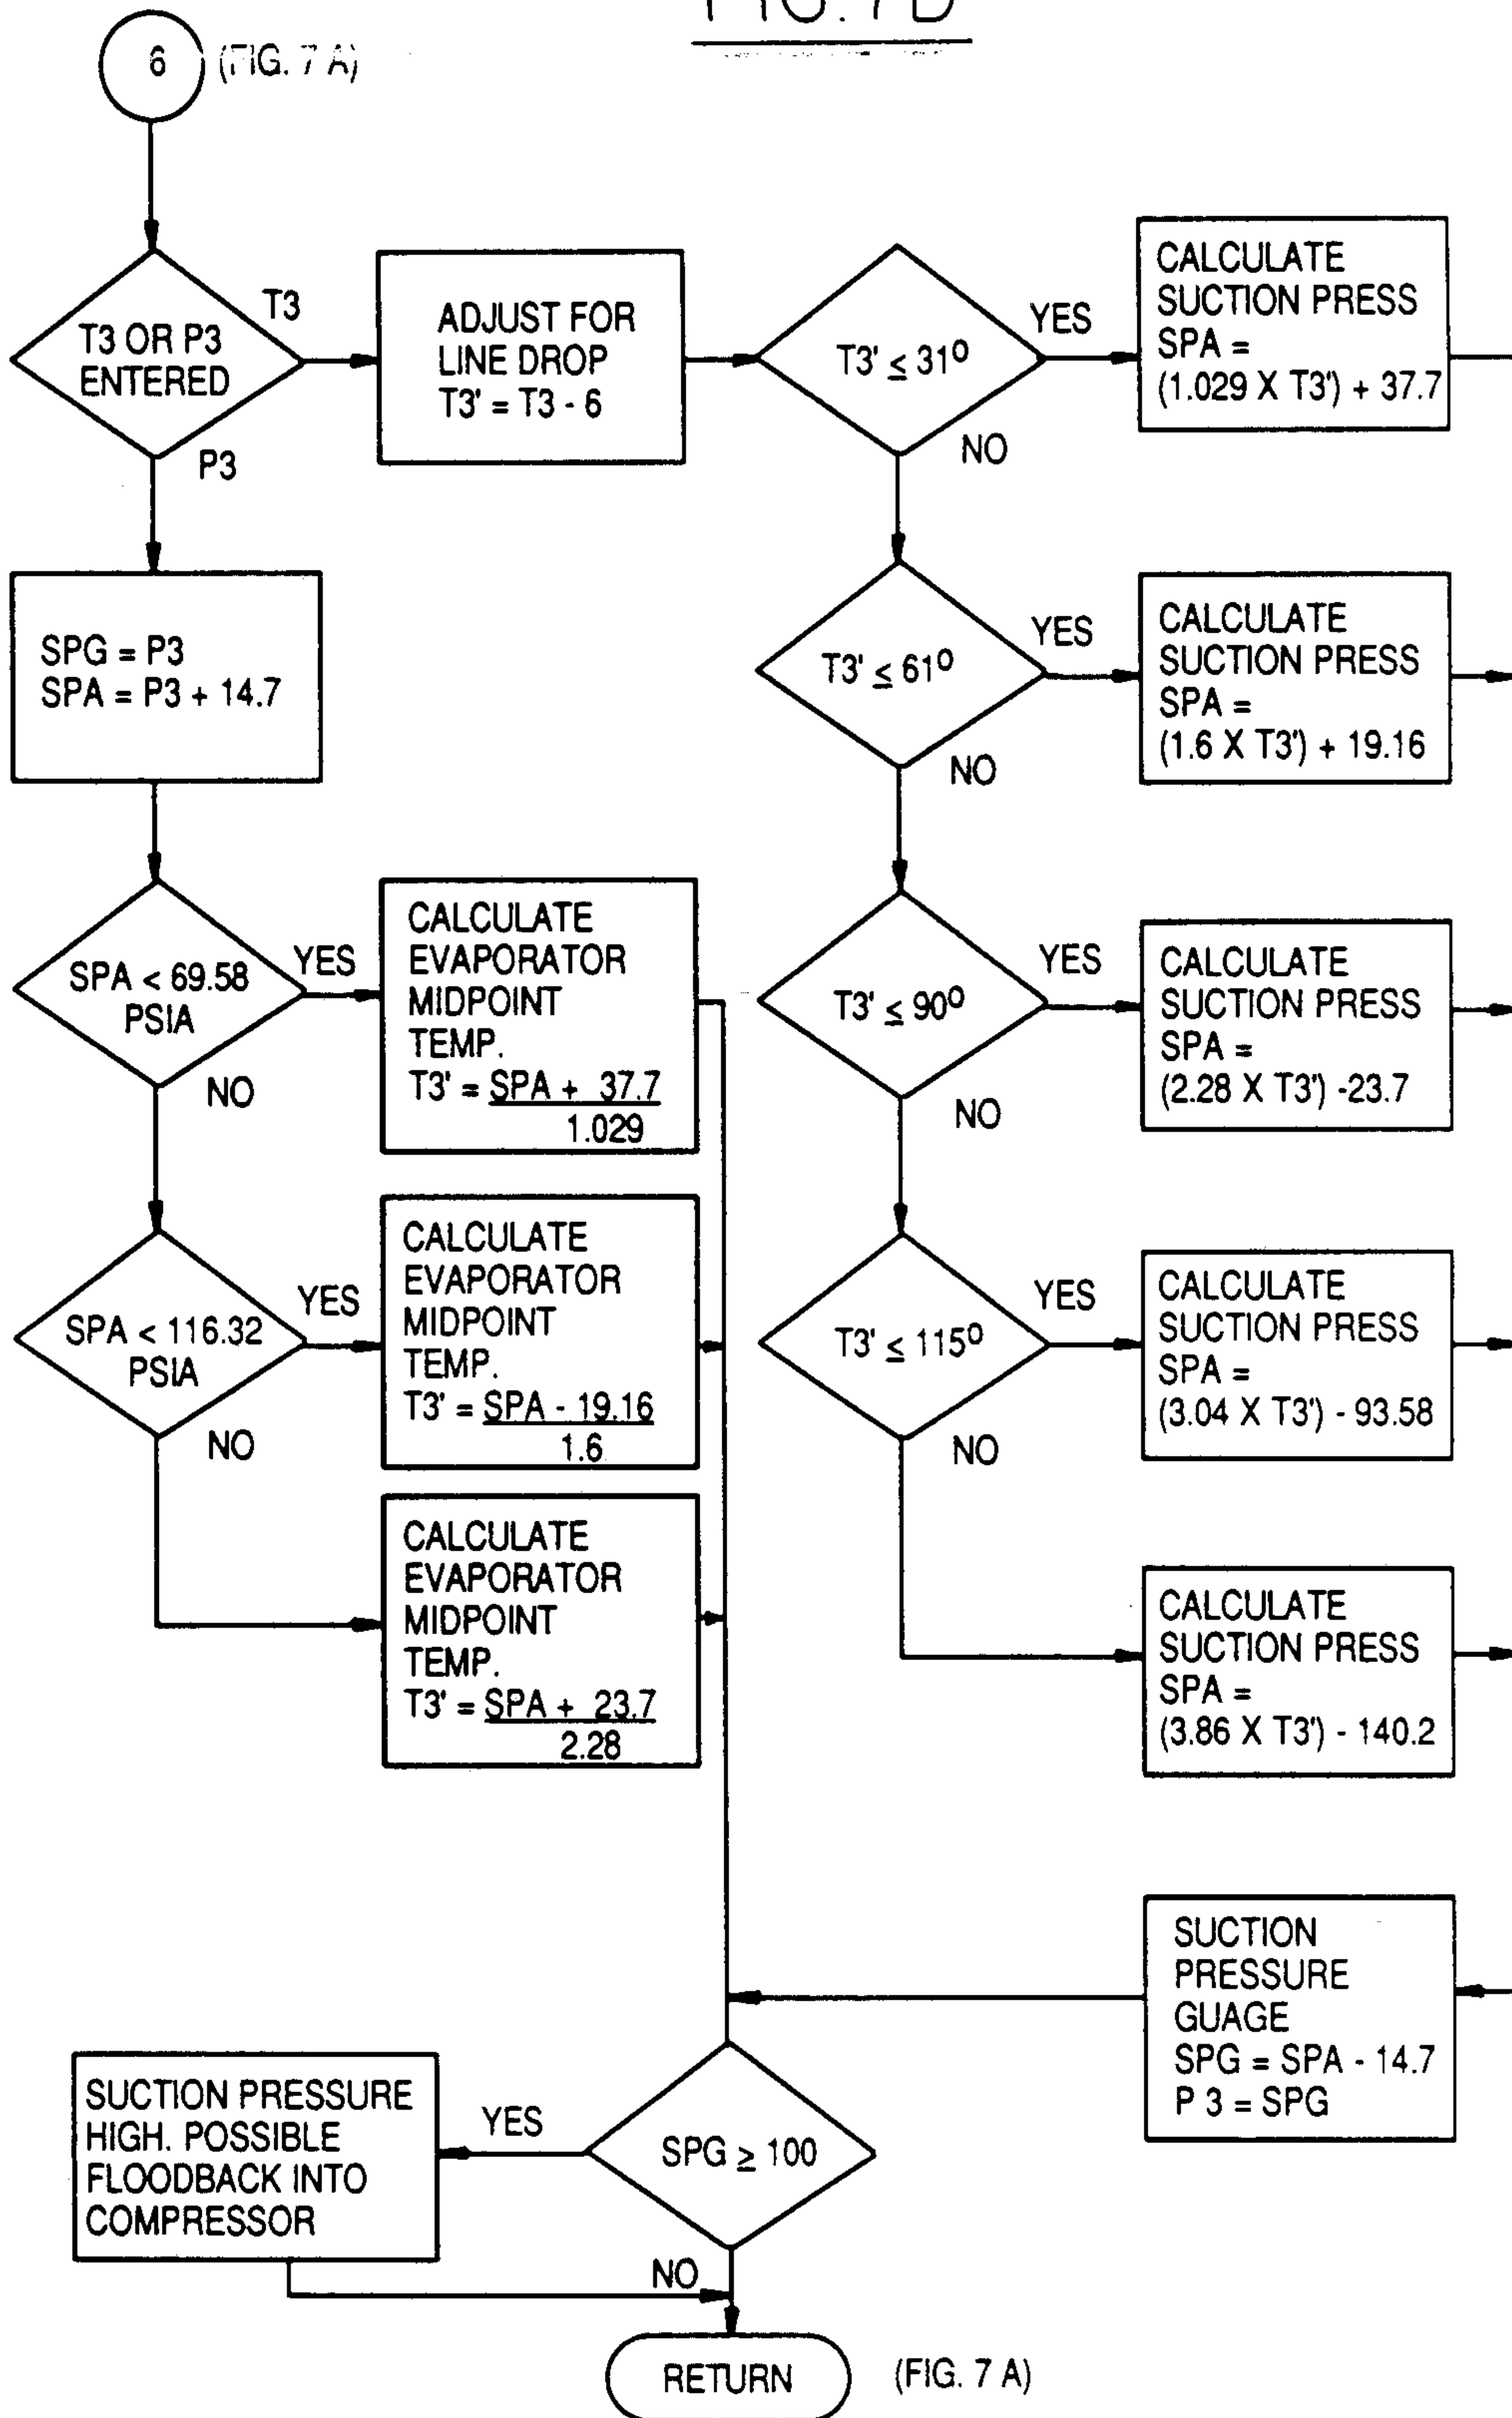 FIG. 7D
6
(FIG. 7 A)
T3 OR P3
ENTERED
T3
P3
ADJUST FOR
LINE DROP
T3' = T3 - 6
T3' ≤ 31⁰
YES
NO
CALCULATE
SUCTION PRESS
SPA =
(1.029 X T3') + 37.7
SPG = P3
SPA = P3 + 14.7
T3' ≤ 61⁰
YES
NO
CALCULATE
SUCTION PRESS
SPA =
(1.6 X T3') + 19.16
SPA < 69.58
PSIA
YES
NO
CALCULATE
EVAPORATOR
MIDPOINT
TEMP.
T3' = SPA + 37.7
1.029
T3' ≤ 90⁰
YES
NO
CALCULATE
SUCTION PRESS
SPA =
(2.28 X T3') -23.7
SPA < 116.32
PSIA
YES
NO
CALCULATE
EVAPORATOR
MIDPOINT
TEMP.
T3' = SPA - 19.16
1.6
T3' ≤ 115⁰
YES
NO
CALCULATE
SUCTION PRESS
SPA =
(3.04 X T3') - 93.58
CALCULATE
EVAPORATOR
MIDPOINT
TEMP.
T3' = SPA + 23.7
2.28
CALCULATE
SUCTION PRESS
SPA =
(3.86 X T3') - 140.2
SUCTION
PRESSURE
GUAGE
SPG = SPA - 14.7
P 3 = SPG
SUCTION PRESSURE
HIGH. POSSIBLE
FLOODBACK INTO
COMPRESSOR
YES
SPG ≥ 100
NO
RETURN
(FIG. 7 A)